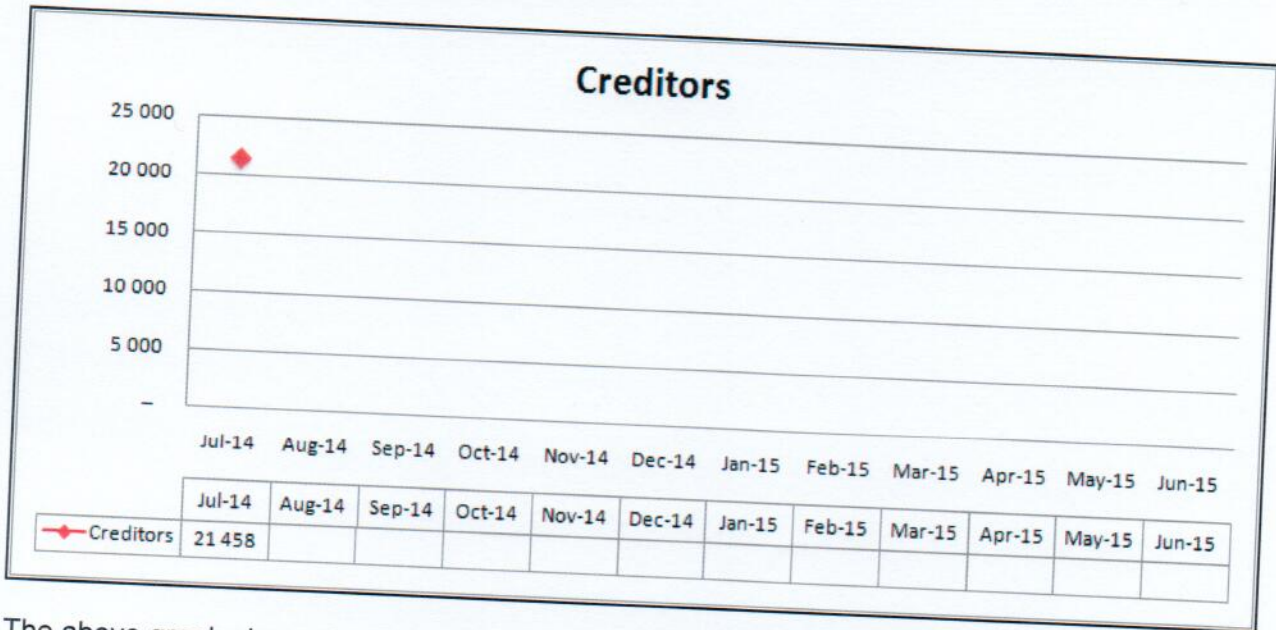 Creditors
25 000
20 000
15 000
10 000
5 000
–
Jul-14 Aug-14 Sep-14 Oct-14 Nov-14 Dec-14 Jan-15 Feb-15 Mar-15 Apr-15 May-15 Jun-15
Jul-14 Aug-14 Sep-14 Oct-14 Nov-14 Dec-14 Jan-15 Feb-15 Mar-15 Apr-15 May-15 Jun-15
Creditors 21 458
The above